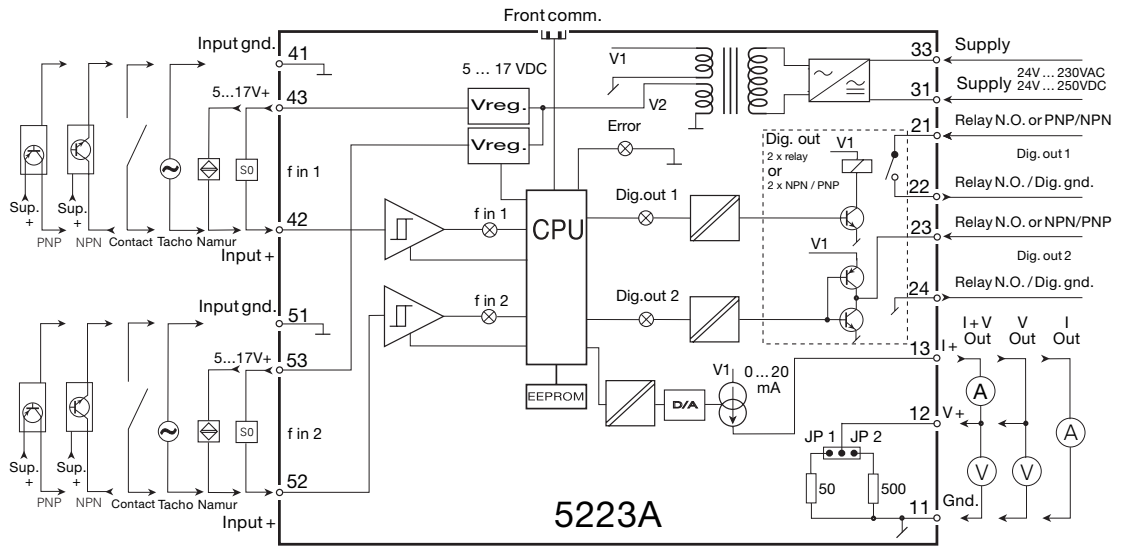 Front comm.
Input gnd. 41
5 ... 17 VDC
V1
33 Supply
24V ... 230VAC
Supply 24V ... 250VDC
31
5...17V+ 43
Vreg.
V2
Vreg.
Error
Dig. out
2 x relay
or
2 x NPN / PNP
V1
21 Relay N.O. or PNP/NPN
Dig. out 1
S0
f in 1
Sup.
+
Sup.
+
PNP NPN Contact Tacho Namur
42
Input +
f in 1
CPU
Dig.out 1
22 Relay N.O. / Dig. gnd.
23 Relay N.O. or NPN/PNP
V1
Dig. out 2
Input gnd. 51
f in 2
Dig.out 2
24 Relay N.O. / Dig. gnd.
I + V
Out
V
Out
I
Out
5...17V+ 53
13 I+
V1 0 ... 20
mA
EEPROM
D/A
A
12 V+
A
S0
f in 2
JP 1 JP 2
V
V
Sup.
+
Sup.
+
PNP NPN Contact Tacho Namur
52
Input +
50
500
Gnd.
11
5223A